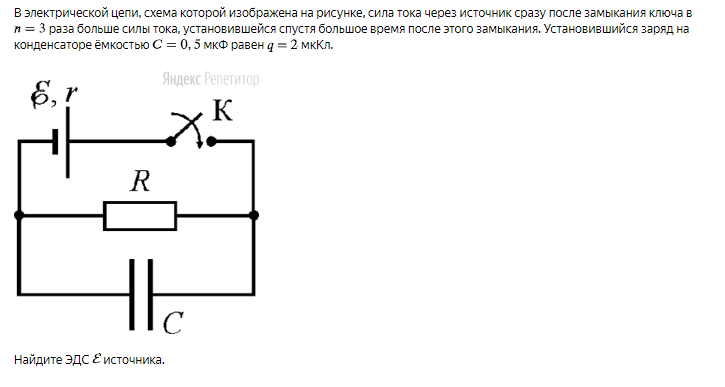 В электрической цепи, схема которой изображена на рисунке, сила тока через источник сразу после замыкания ключа в
n = 3 раза больше силы тока, установившейся спустя большое время после этого замыкания. Установившийся заряд на
конденсаторе ёмкостью C = 0, 5 мкФ равен q = 2 мкКл.
Яндекс Репетитор
ℰ, r
К
R
C
Найдите ЭДС ℰ источника.